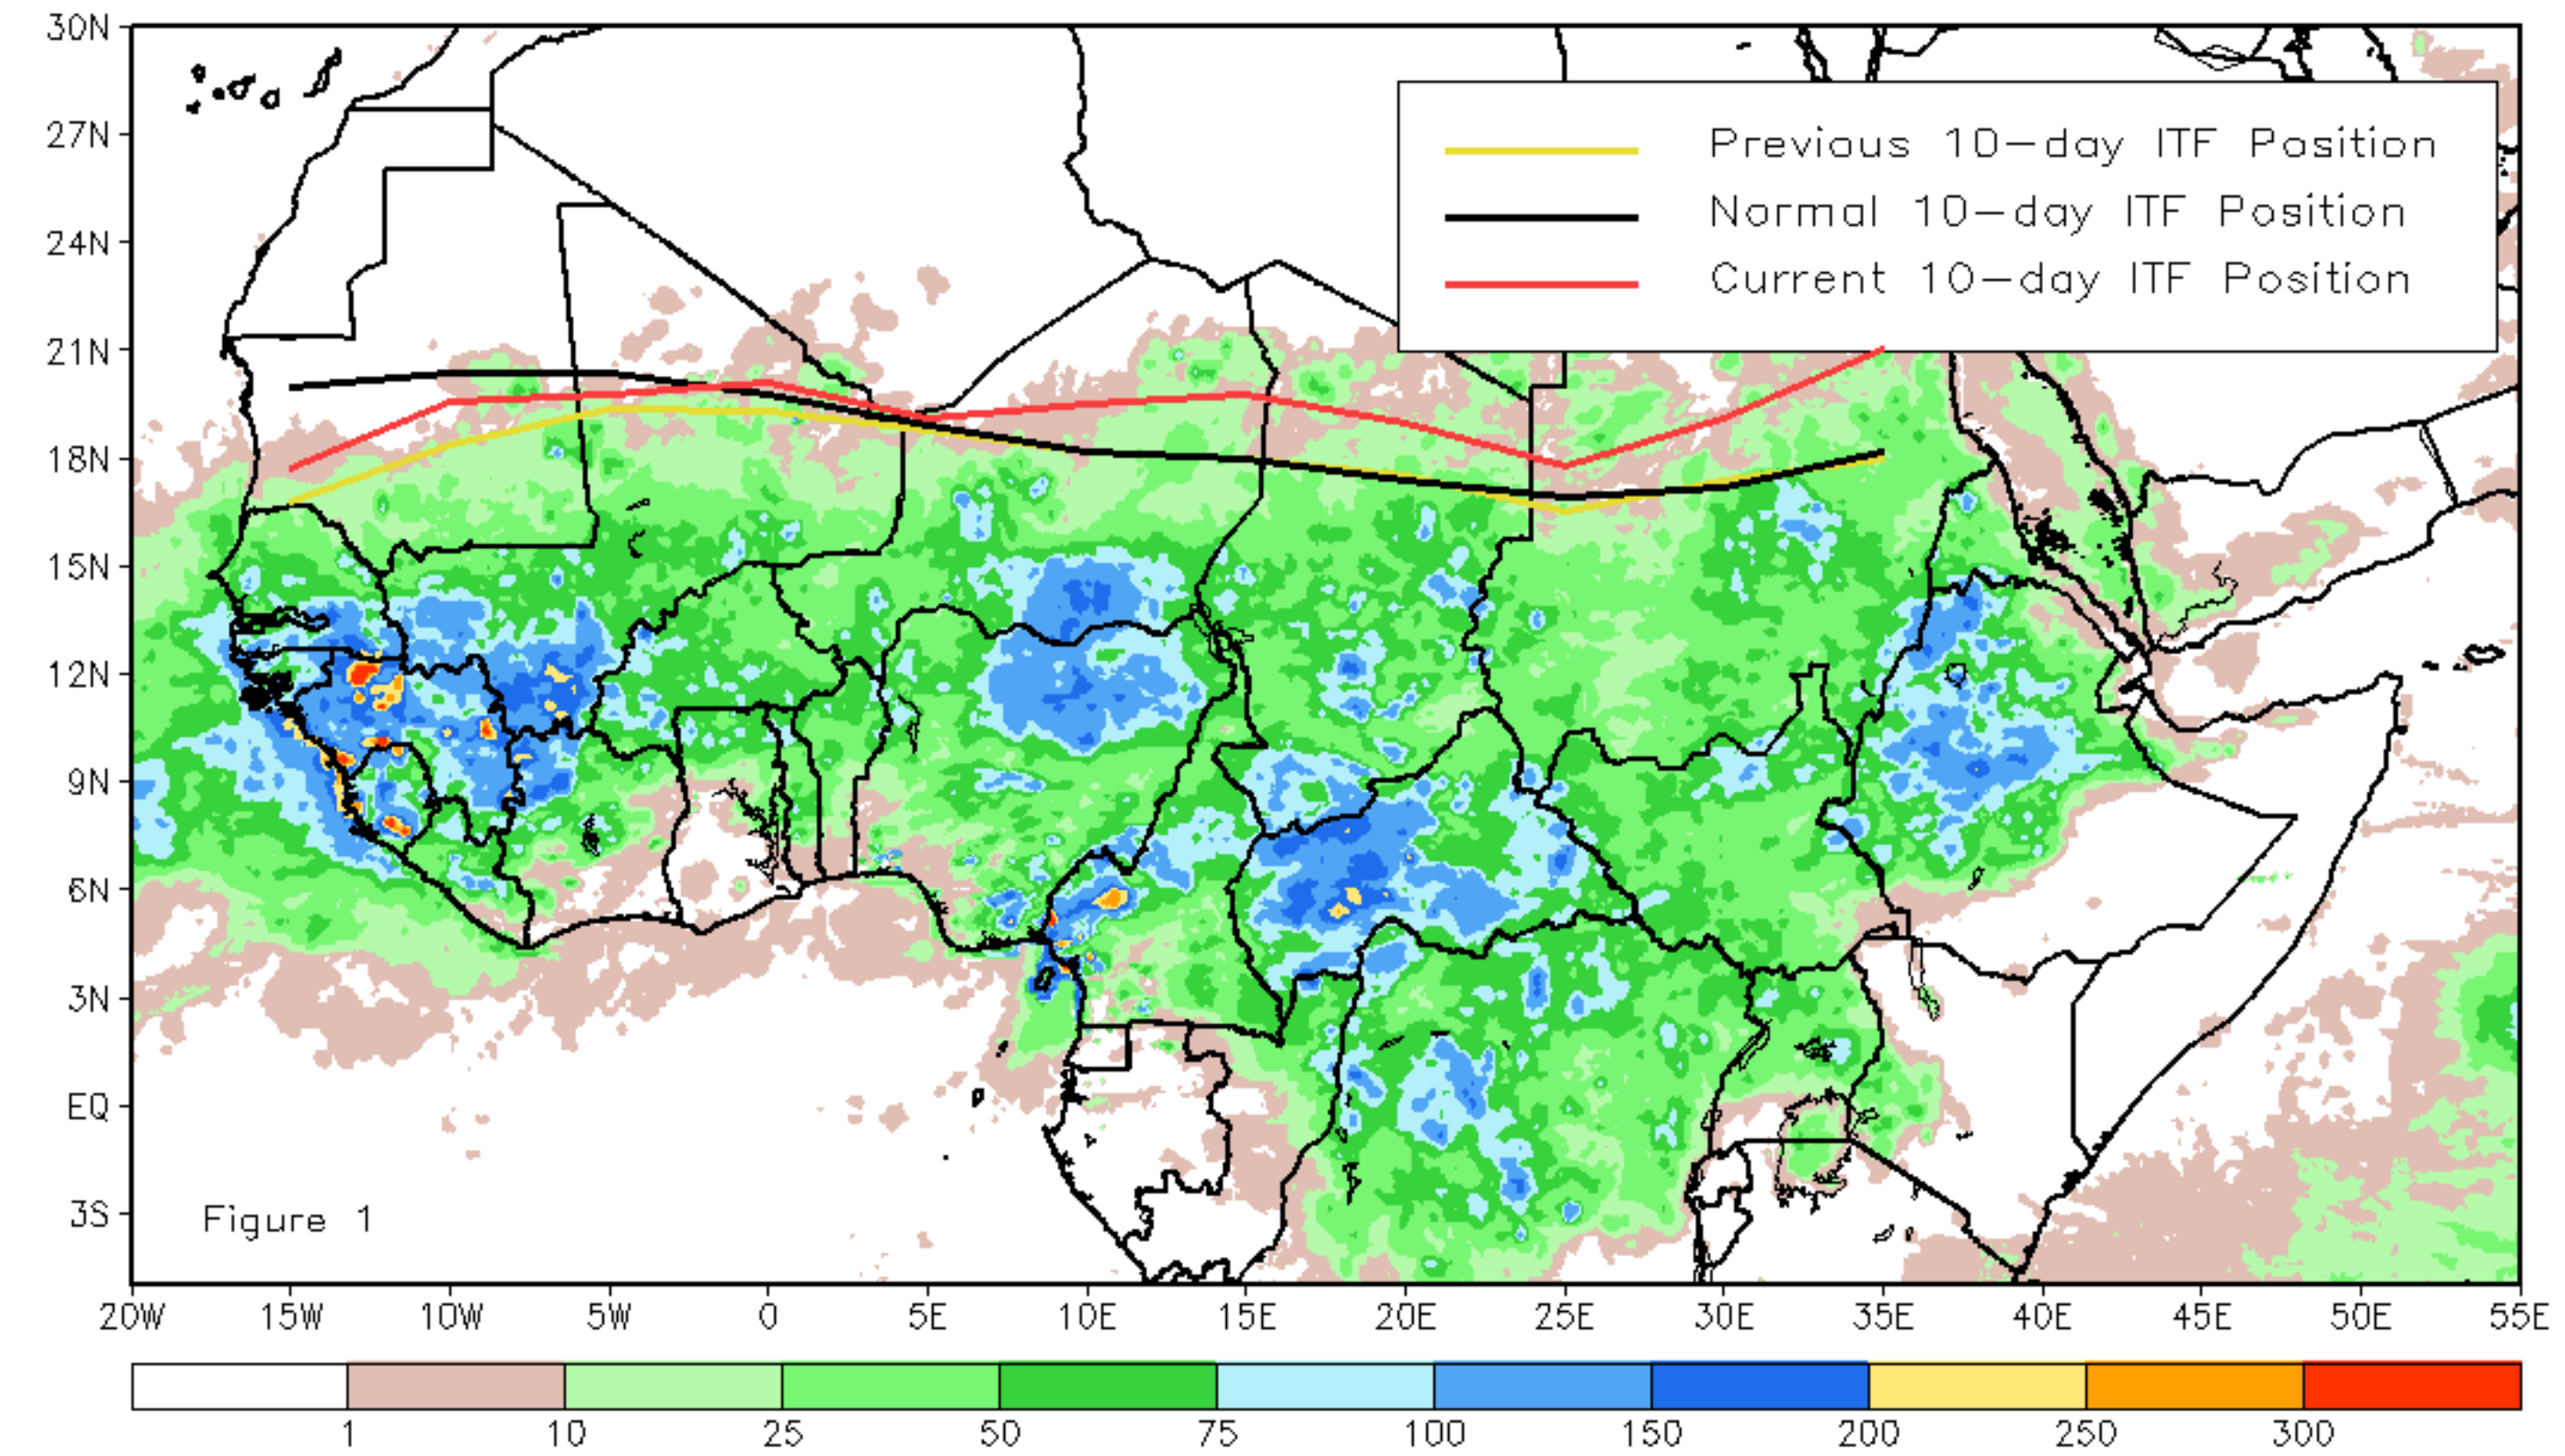 30N
27N
24N
21N
18N
15N
12N
9N
6N
3N
EQ
3S
Previous 10-day ITF Position
Normal 10-day ITF Position
Current 10-day ITF Position
Figure 1
20W 15W 10W 5W 0 5E 10E 15E 20E 25E 30E 35E 40E 45E 50E 55E
1 10 25 50 75 100 150 200 250 300